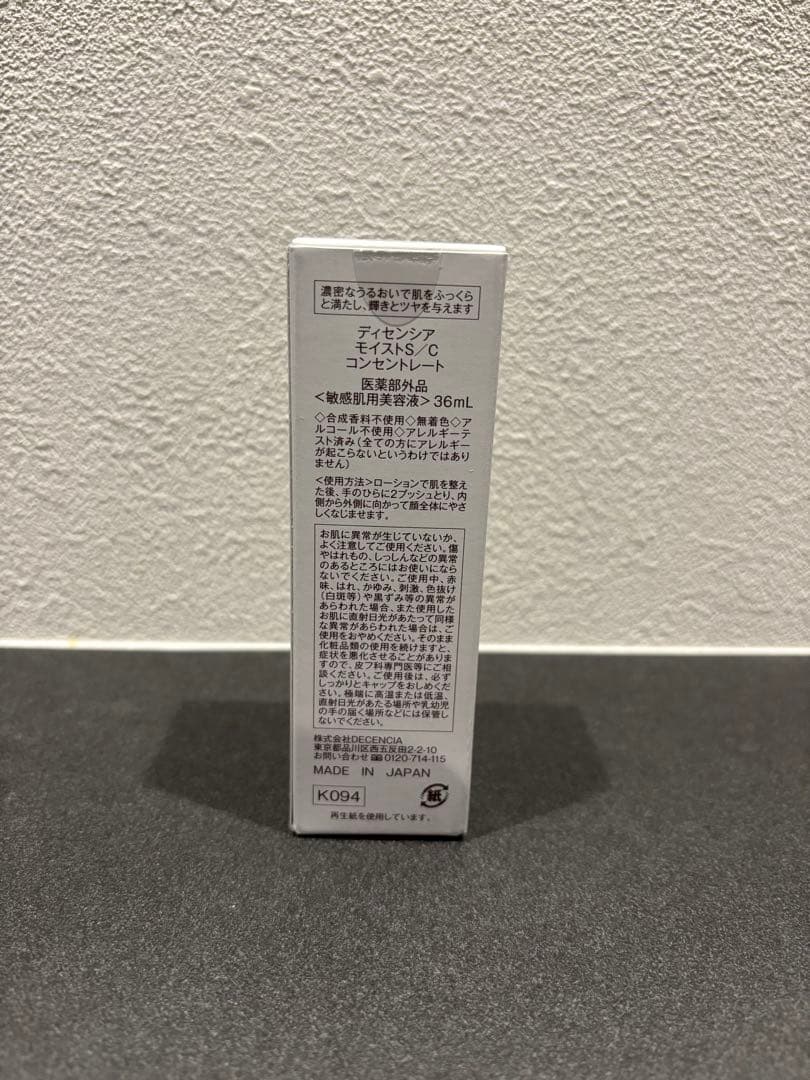 濃密なうるおいで肌をふっくら
と満たし、輝きとツヤを与えます
ディセンシア
モイストS／C
コンセントレート
医薬部外品
＜敏感肌用美容液＞36mL
◇合成香料不使用◇無着色◇ア
ルコール不使用◇アレルギーテ
スト済み（全ての方にアレルギー
が起こらないというわけではあり
ません）
＜使用方法＞ローションで肌を整え
た後、手のひらに2プッシュとり、内
側から外側に向かって顔全体にやさ
しくなじませます。
お肌に異常が生じていないか、
よく注意してご使用ください。傷
やはれもの、しっしんなどの異常
のあるところにはお使いになら
ないでください。ご使用中、赤
味、はれ、かゆみ、刺激、色抜け
（白斑等）や黒ずみ等の異常が
あらわれた場合、また使用した
お肌に直射日光があたって同様
な異常があらわれた場合は、ご
使用をおやめください。そのまま
化粧品類の使用を続けますと、
症状を悪化させることがありま
すので、皮フ科専門医等にご相
談ください。ご使用後は、必ず
しっかりとキャップをおしめくだ
さい。極端に高温または低温、
直射日光があたる場所や乳幼児
の手の届く場所などには保管し
ないでください。
株式会社DECENCIA
東京都品川区西五反田2-2-10
お問い合わせ 0120-714-115
MADE IN JAPAN
K094
紙
再生紙を使用しています。